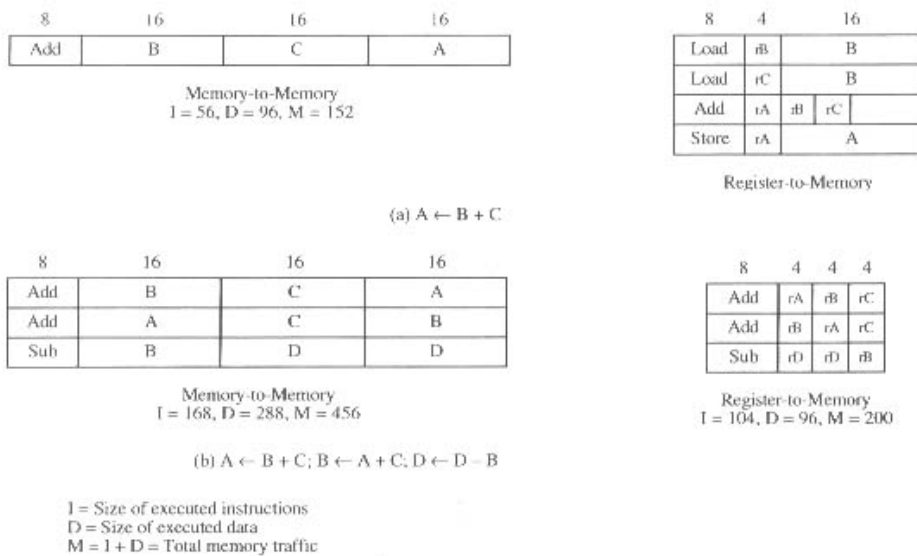 8 16 16 16
Add B C A
Memory-to-Memory
I = 56, D = 96, M = 152
8 4 16
Load rB B
Load rC B
Add rA rB rC
Store rA A
Register-to-Memory
(a) A ← B + C
8 16 16 16
Add B C A
Add A C B
Sub B D D
Memory-to-Memory
I = 168, D = 288, M = 456
8 4 4 4
Add rA rB rC
Add rB rA rC
Sub rD rD rB
Register-to-Memory
I = 104, D = 96, M = 200
(b) A ← B + C; B ← A + C; D ← D – B
I = Size of executed instructions
D = Size of executed data
M = I + D = Total memory traffic